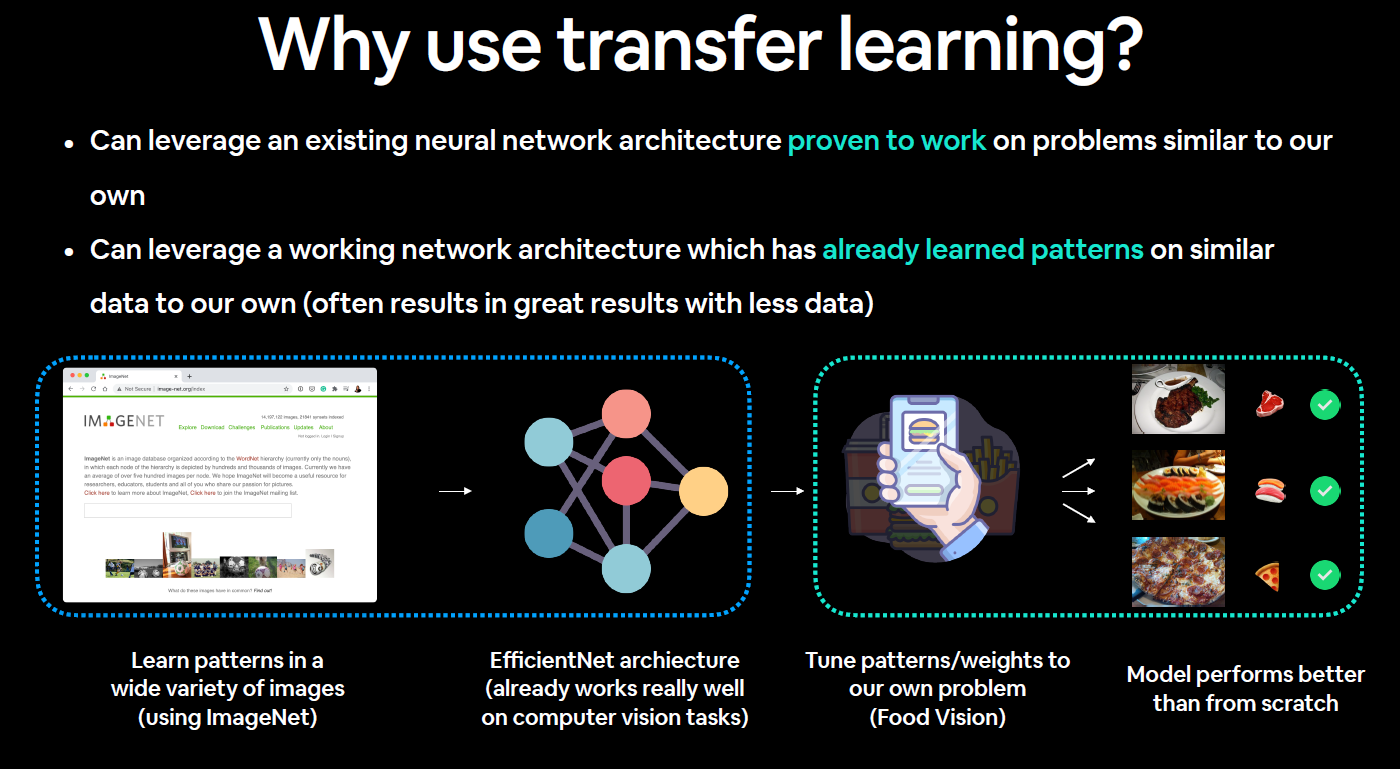 Why use transfer learning?
• Can leverage an existing neural network architecture proven to work on problems similar to our
own
• Can leverage a working network architecture which has already learned patterns on similar
data to our own (often results in great results with less data)
ImageNet
Not Secure | image-net.org/index
IMAGENET
14,197,122 images, 21841 synsets indexed
Explore Download Challenges Publications Updates About
Not logged in. Login | Signup
ImageNet is an image database organized according to the WordNet hierarchy (currently only the nouns),
in which each node of the hierarchy is depicted by hundreds and thousands of images. Currently we have
an average of over five hundred images per node. We hope ImageNet will become a useful resource for
researchers, educators, students and all of you who share our passion for pictures.
Click here to learn more about ImageNet, Click here to join the ImageNet mailing list.
What do these images have in common? Find out!
Learn patterns in a
wide variety of images
(using ImageNet)
EfficientNet archiecture
(already works really well
on computer vision tasks)
Tune patterns/weights to
our own problem
(Food Vision)
Model performs better
than from scratch